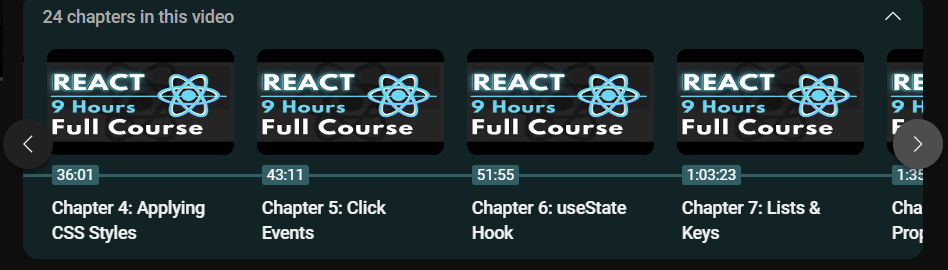 24 chapters in this video
REACT
9 Hours
Full Course
36:01
Chapter 4: Applying
CSS Styles
REACT
9 Hours
Full Course
43:11
Chapter 5: Click
Events
REACT
9 Hours
Full Course
51:55
Chapter 6: useState
Hook
REACT
9 Hours
Full Course
1:03:23
Chapter 7: Lists &
Keys